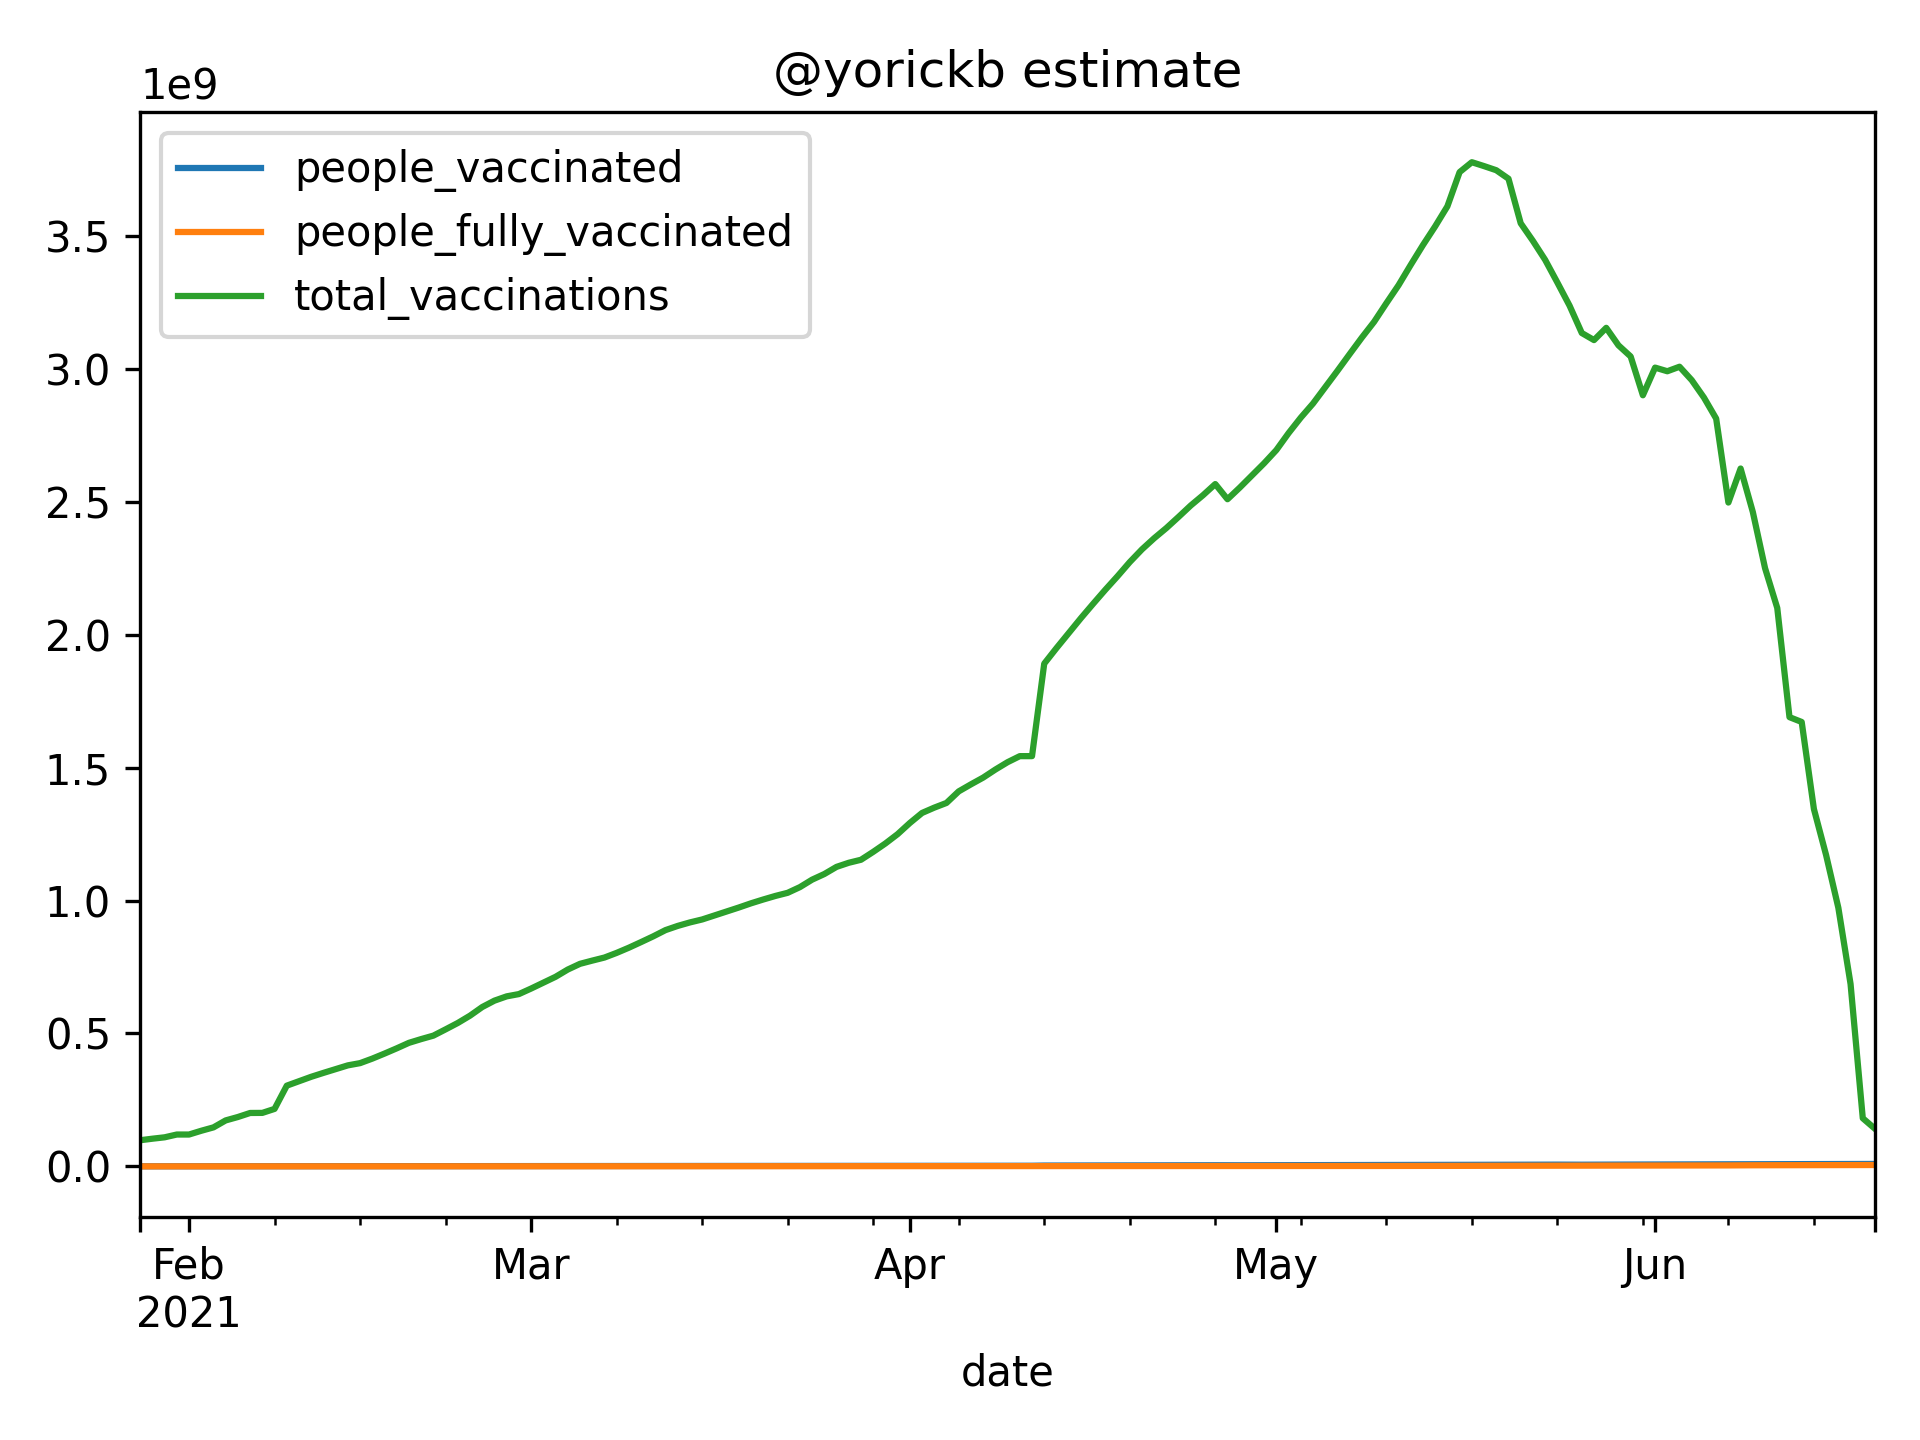 @yorickb estimate
1e9
people_vaccinated
people_fully_vaccinated
total_vaccinations
3.5
3.0
2.5
2.0
1.5
1.0
0.5
0.0
Feb Mar Apr May Jun
2021
date